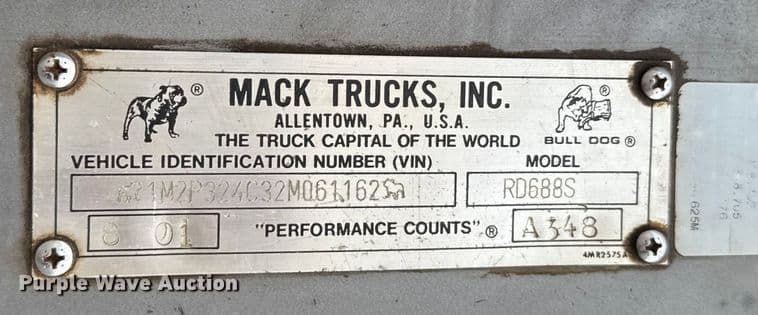 MACK TRUCKS, INC.
ALLENTOWN, PA., U.S.A.
THE TRUCK CAPITAL OF THE WORLD
BULL DOG ®
VEHICLE IDENTIFICATION NUMBER (VIN) MODEL
1M2P324C32M061162 RD688S
8 01 "PERFORMANCE COUNTS"® A348
4MR2575A
625M
Purple Wave Auction